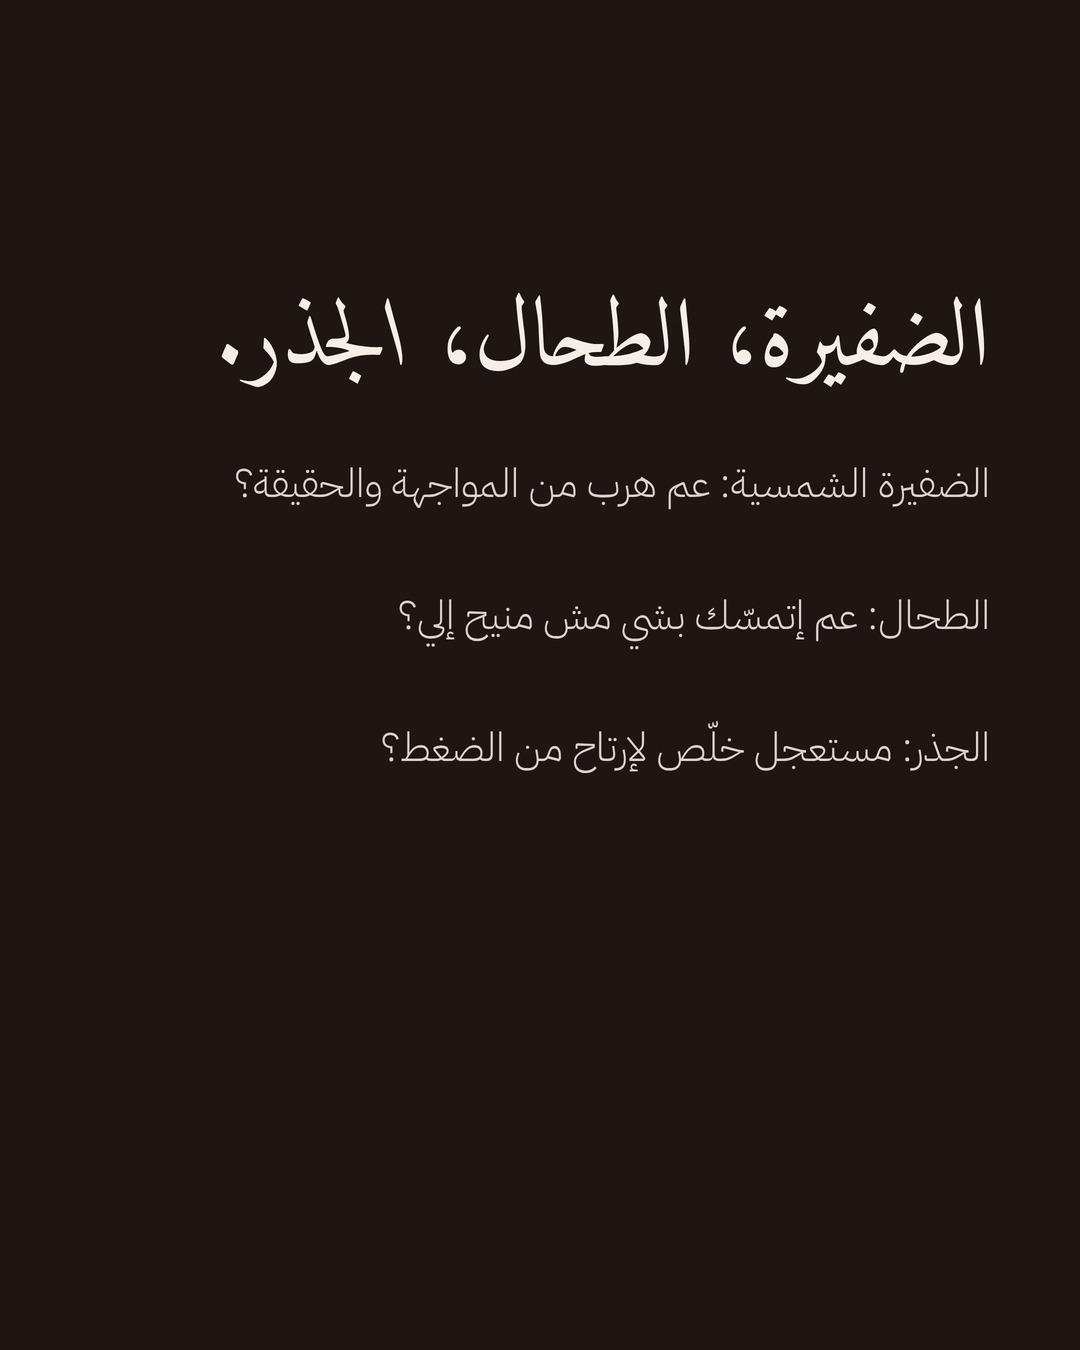 الضفيرة، الطحال، الجذر.
الضفيرة الشمسية: عم هرب من المواجهة والحقيقة؟
الطحال: عم إتمسّك بشي مش منيح إلي؟
الجذر: مستعجل خلّص لإرتاح من الضغط؟